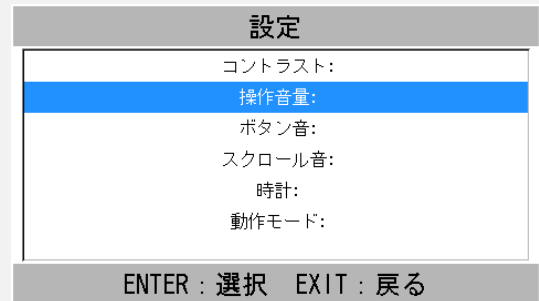 設定
コントラスト:
操作音量:
ボタン音:
スクロール音:
時計:
動作モード:
ENTER：選択　EXIT：戻る